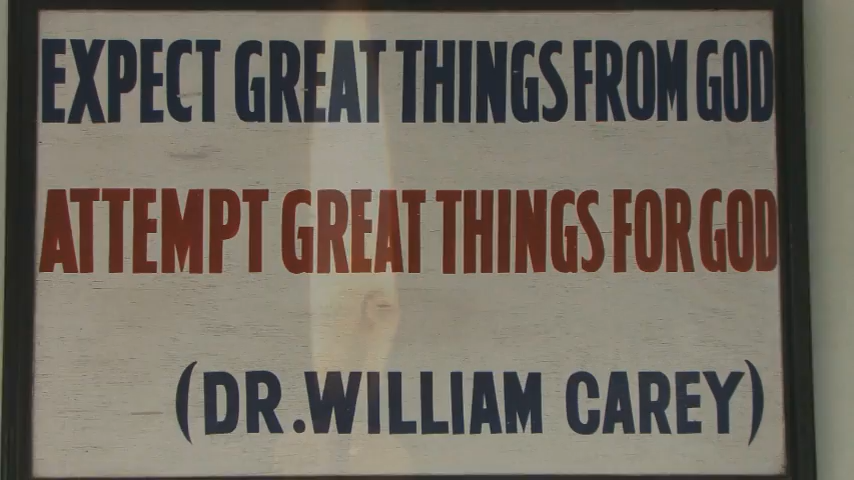 EXPECT GREAT THINGS FROM GOD
ATTEMPT GREAT THINGS FOR GOD
(DR.WILLIAM CAREY)